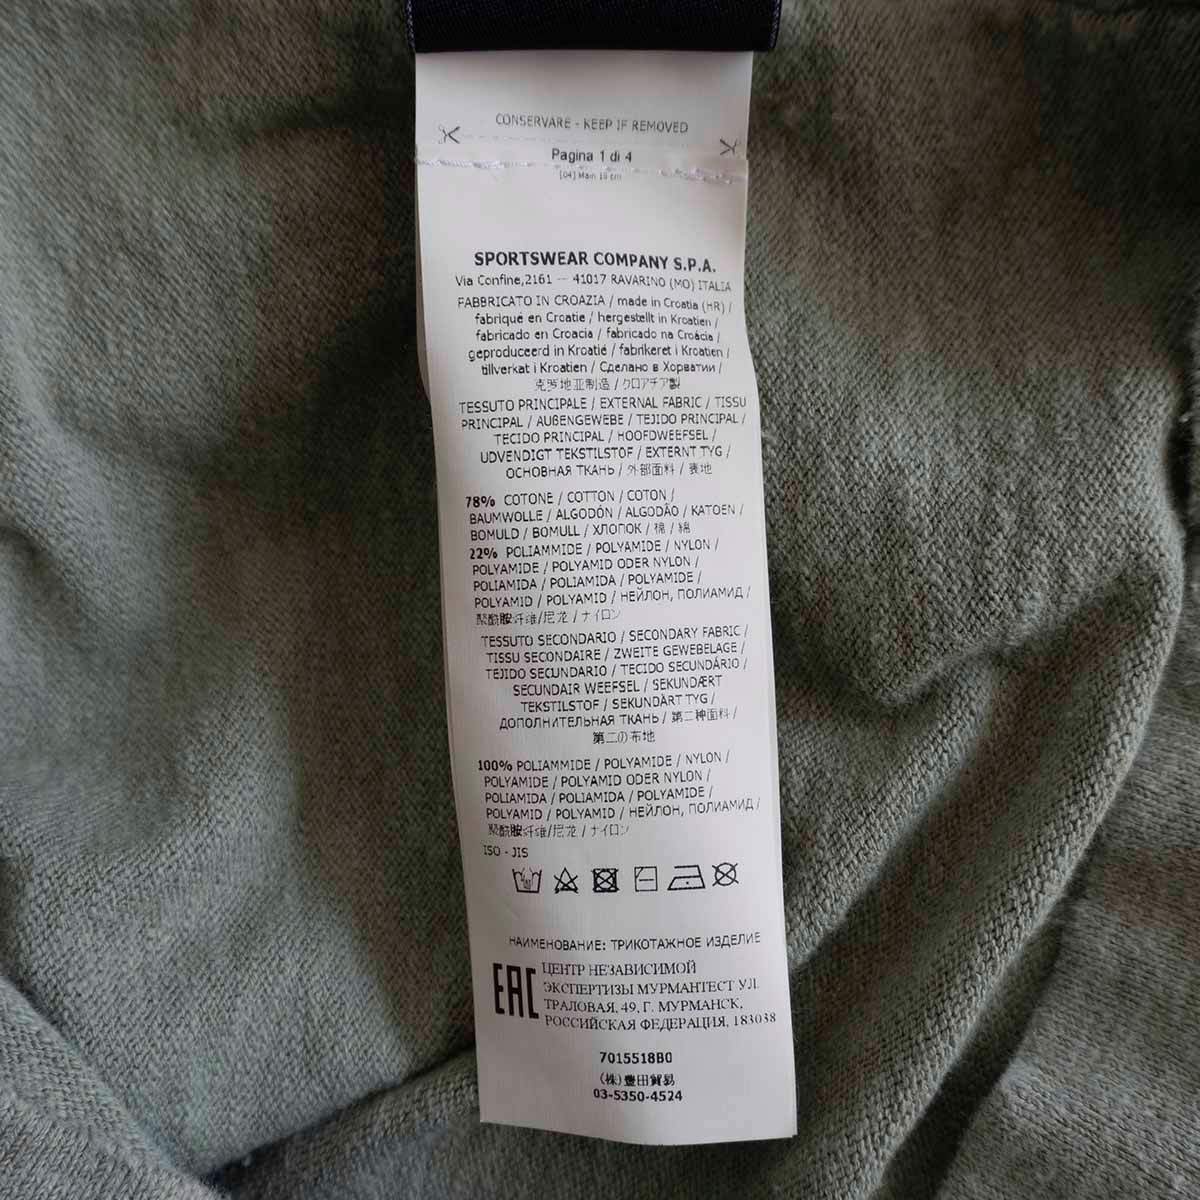 CONSERVARE - KEEP IF REMOVED
Pagina 1 di 4
[04] Main 19 cm
SPORTSWEAR COMPANY S.P.A.
Via Confine,2161 -- 41017 RAVARINO (MO) ITALIA
FABBRICATO IN CROAZIA / made in Croatia (HR) /
fabriqué en Croatie / hergestellt in Kroatien /
fabricado en Croacia / fabricado na Croácia /
geproduceerd in Kroatië / fabrikeret i Kroatien /
tillverkat i Kroatien / Сделано в Хорватии /
克罗地亚制造 / クロアチア製
TESSUTO PRINCIPALE / EXTERNAL FABRIC / TISSU
PRINCIPAL / AUßENGEWEBE / TEJIDO PRINCIPAL /
TECIDO PRINCIPAL / HOOFDWEEFSEL /
UDVENDIGT TEKSTILSTOF / EXTERNT TYG /
ОСНОВНАЯ ТКАНЬ / 外部面料 / 表地
78% COTONE / COTTON / COTON /
BAUMWOLLE / ALGODÓN / ALGODÃO / KATOEN /
BOMULD / BOMULL / ХЛОПОК / 棉 / 綿
22% POLIAMMIDE / POLYAMIDE / NYLON /
POLYAMIDE / POLYAMID ODER NYLON /
POLIAMIDA / POLIAMIDA / POLYAMIDE /
POLYAMID / POLYAMID / НЕЙЛОН, ПОЛИАМИД /
聚酰胺纤维/尼龙 / ナイロン
TESSUTO SECONDARIO / SECONDARY FABRIC /
TISSU SECONDAIRE / ZWEITE GEWEBELAGE /
TEJIDO SECUNDARIO / TECIDO SECUNDÁRIO /
SECUNDAIR WEEFSEL / SEKUNDÆRT
TEKSTILSTOF / SEKUNDÄRT TYG /
ДОПОЛНИТЕЛЬНАЯ ТКАНЬ / 第二种面料 /
第二の布地
100% POLIAMMIDE / POLYAMIDE / NYLON /
POLYAMIDE / POLYAMID ODER NYLON /
POLIAMIDA / POLIAMIDA / POLYAMIDE /
POLYAMID / POLYAMID / НЕЙЛОН, ПОЛИАМИД /
聚酰胺纤维/尼龙 / ナイロン
ISO - JIS
НАИМЕНОВАНИЕ: ТРИКОТАЖНОЕ ИЗДЕЛИЕ
EAC ЦЕНТР НЕЗАВИСИМОЙ
ЭКСПЕРТИЗЫ МУРМАНТЕСТ УЛ.
ТРАЛОВАЯ, 49, Г. МУРМАНСК,
РОССИЙСКАЯ ФЕДЕРАЦИЯ, 183038
7015518B0
(株)豊田貿易
03-5350-4524